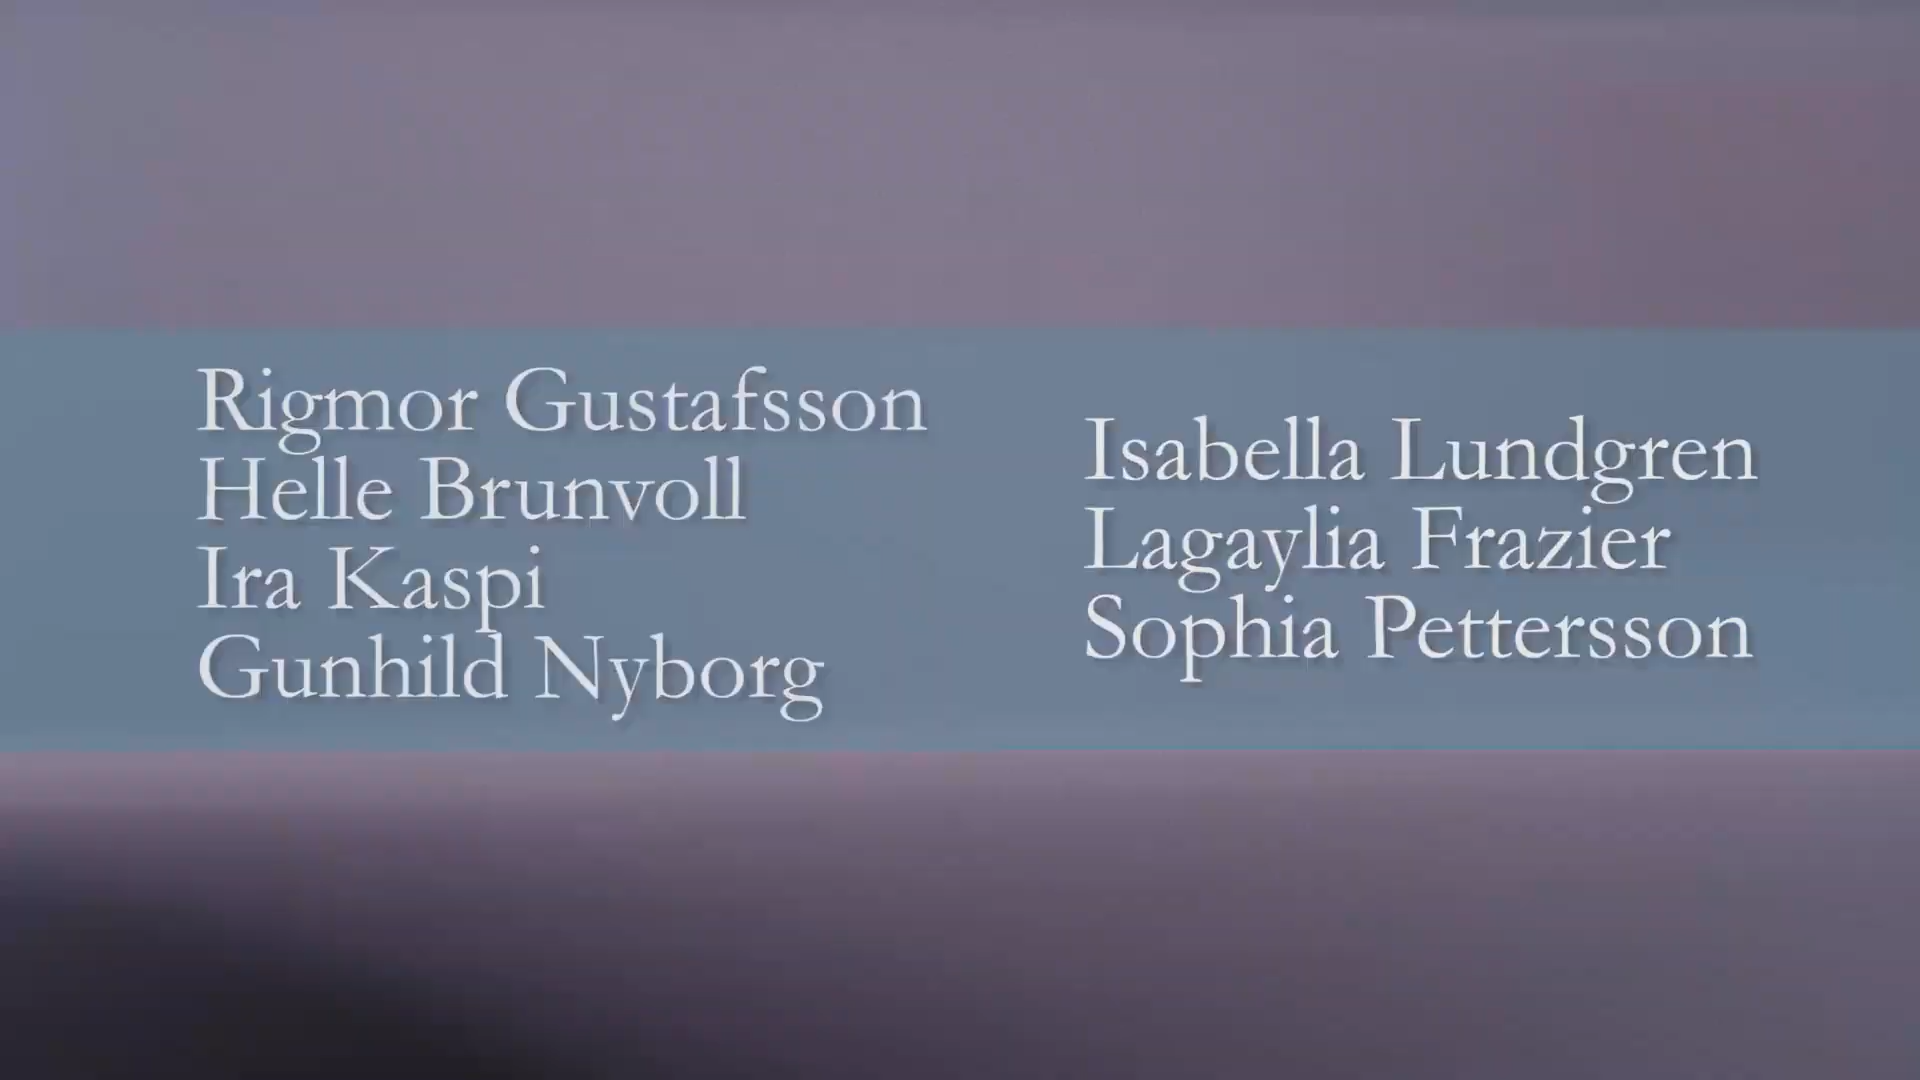 Rigmor Gustafsson
Helle Brunvoll
Ira Kaspi
Gunhild Nyborg
Isabella Lundgren
Lagaylia Frazier
Sophia Pettersson